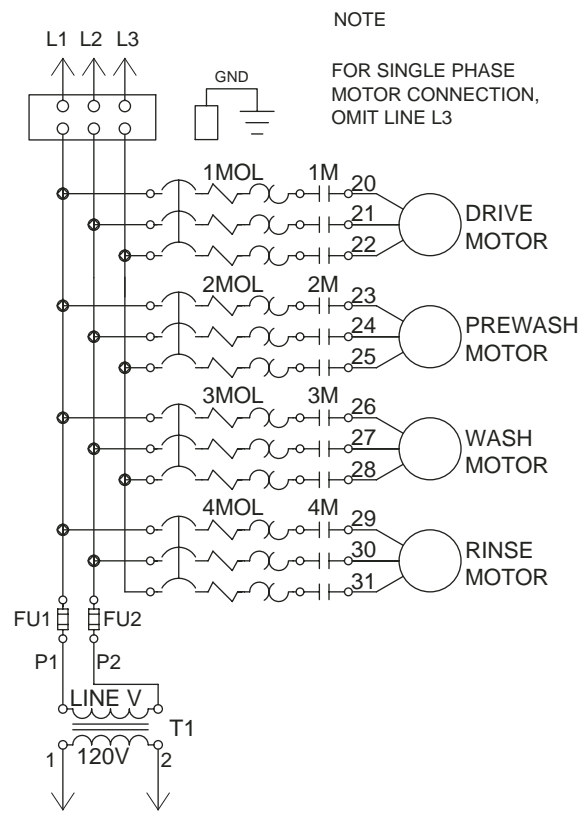 NOTE
L1 L2 L3
GND
FOR SINGLE PHASE
MOTOR CONNECTION,
OMIT LINE L3
1MOL 1M 20
21
22
DRIVE
MOTOR
2MOL 2M 23
24
25
PREWASH
MOTOR
3MOL 3M 26
27
28
WASH
MOTOR
4MOL 4M 29
30
31
RINSE
MOTOR
FU1 FU2
P1 P2
LINE V
T1
1 120V 2